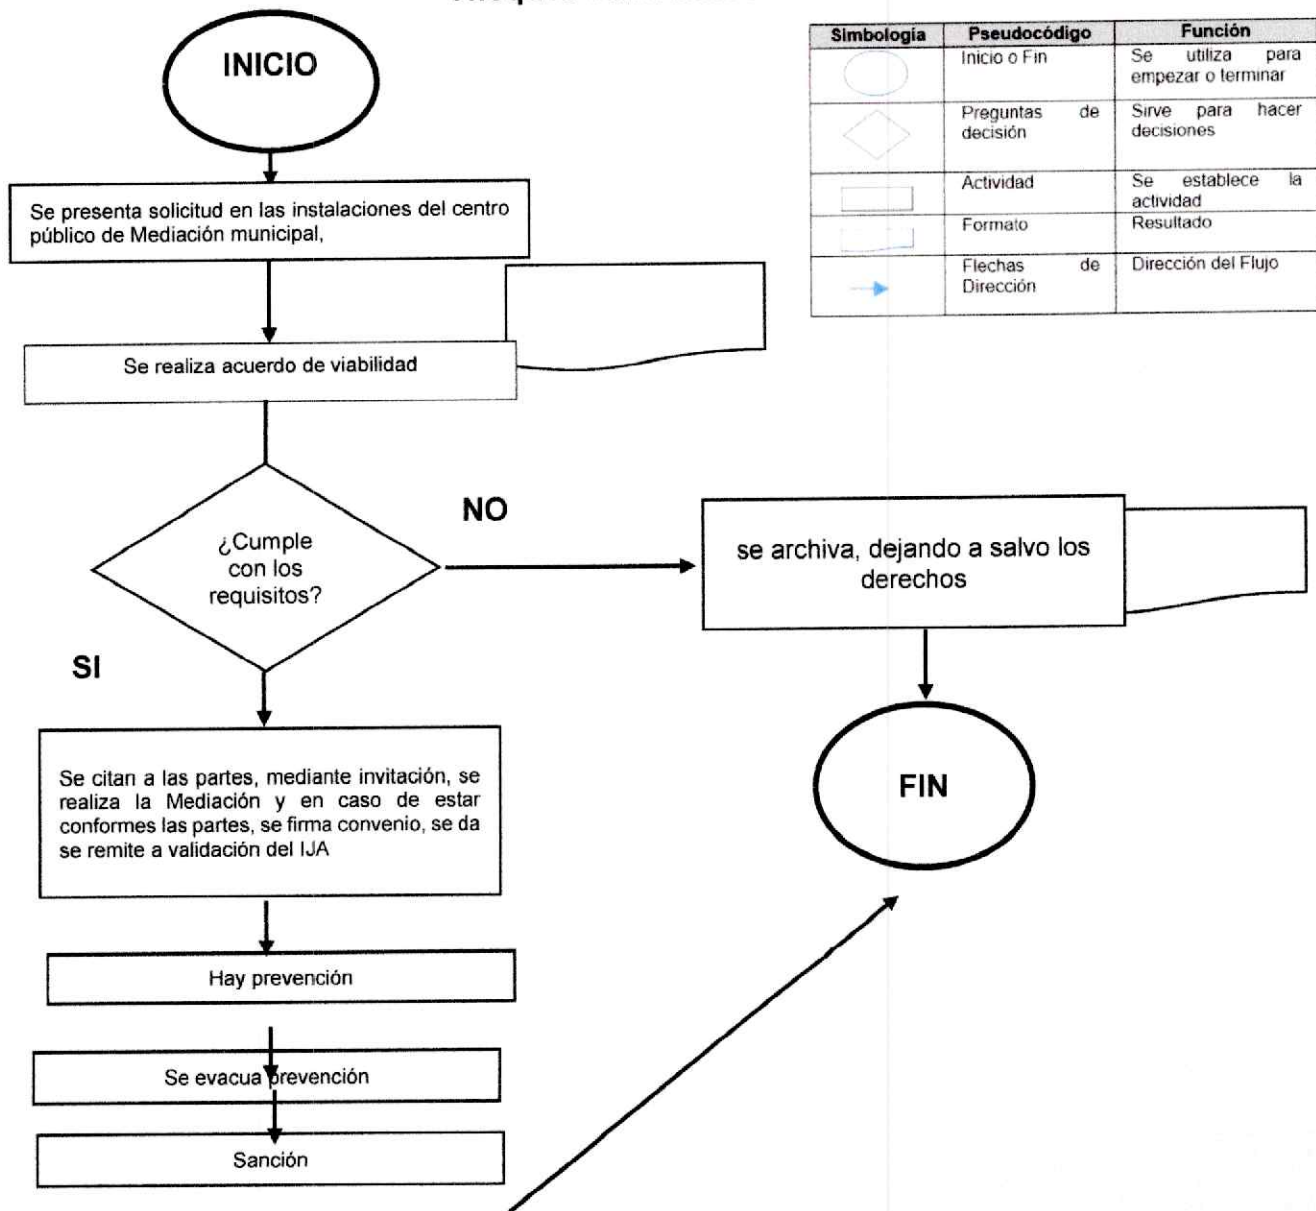 INICIO
Simbología Pseudocódigo Función
Inicio o Fin Se utiliza para
empezar o terminar
Preguntas de Sirve para hacer
decisión decisiones
Actividad Se establece la
actividad
Formato Resultado
Flechas de Dirección del Flujo
Dirección
Se presenta solicitud en las instalaciones del centro
público de Mediación municipal,
Se realiza acuerdo de viabilidad
¿Cumple
con los
requisitos?
NO
se archiva, dejando a salvo los
derechos
SI
FIN
Se citan a las partes, mediante invitación, se
realiza la Mediación y en caso de estar
conformes las partes, se firma convenio, se da
se remite a validación del IJA
Hay prevención
Se evacua prevención
Sanción